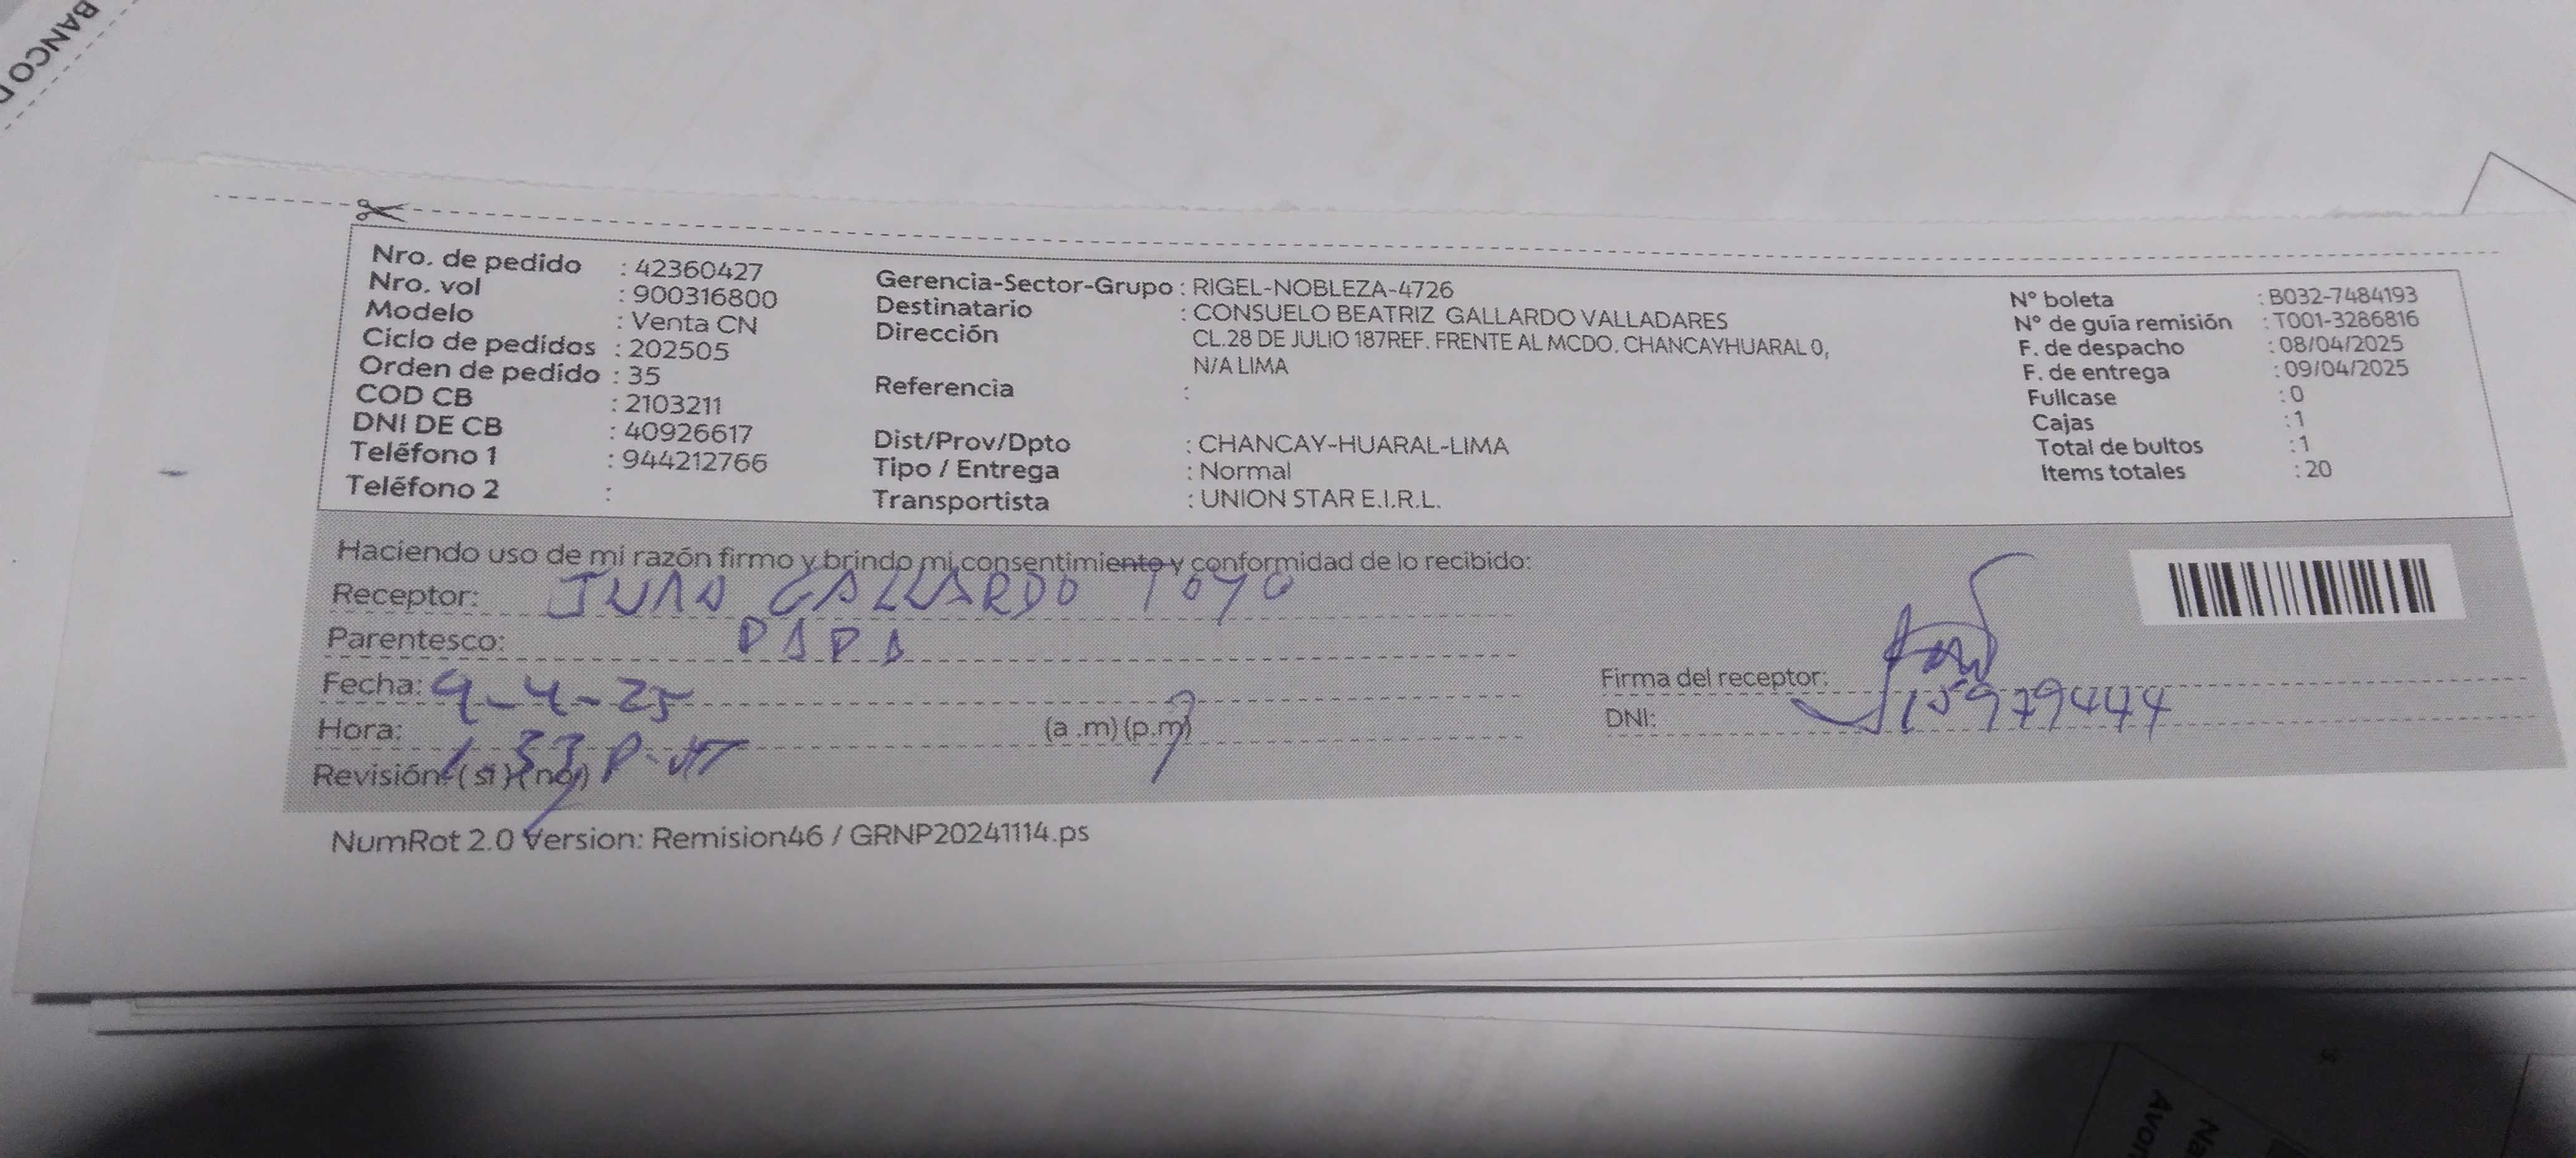 BANCO D
Nro. de pedido : 42360427
Nro. vol : 900316800
Modelo : Venta CN
Ciclo de pedidos : 202505
Orden de pedido : 35
COD CB : 2103211
DNI DE CB : 40926617
Teléfono 1 : 944212766
Teléfono 2 :
Gerencia-Sector-Grupo : RIGEL-NOBLEZA-4726
Destinatario : CONSUELO BEATRIZ GALLARDO VALLADARES
Dirección CL.28 DE JULIO 187REF. FRENTE AL MCDO. CHANCAYHUARAL 0,
N/A LIMA
Referencia :
Dist/Prov/Dpto : CHANCAY-HUARAL-LIMA
Tipo / Entrega : Normal
Transportista : UNION STAR E.I.R.L.
N° boleta : B032-7484193
N° de guía remisión : T001-3286816
F. de despacho : 08/04/2025
F. de entrega : 09/04/2025
Fullcase : 0
Cajas : 1
Total de bultos : 1
Items totales : 20
Haciendo uso de mi razón firmo y brindo mi consentimiento y conformidad de lo recibido:
Receptor: JUAN GALLARDO TOYO
Parentesco: PAPA
Fecha: 9-4-25
Hora: 1-33 P-M (a .m) (p.m)
Revisión: ( si ) ( no )
Firma del receptor:
DNI: 15979444
NumRot 2.0 Version: Remision46 / GRNP20241114.ps